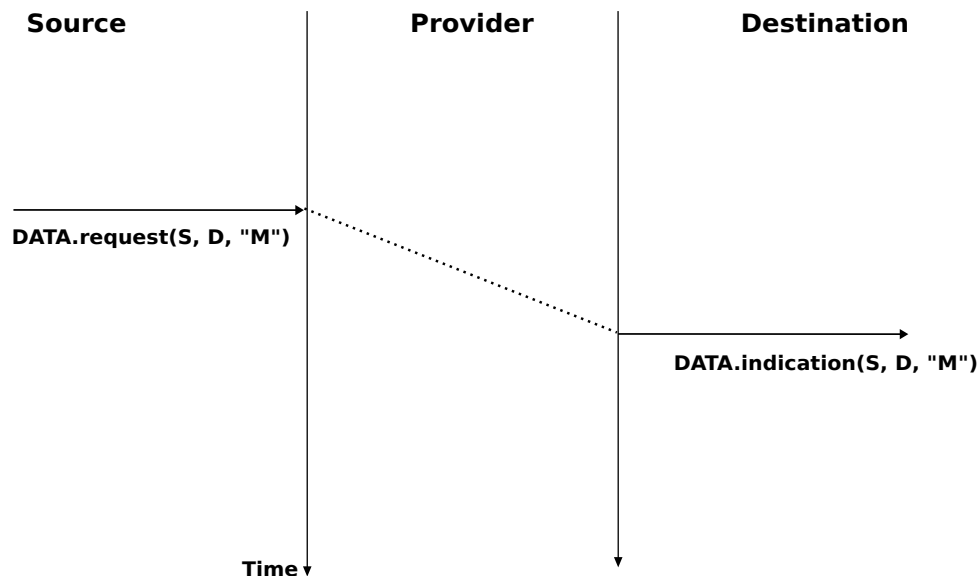 Source Provider Destination
DATA.request(S, D, "M")
DATA.indication(S, D, "M")
Time